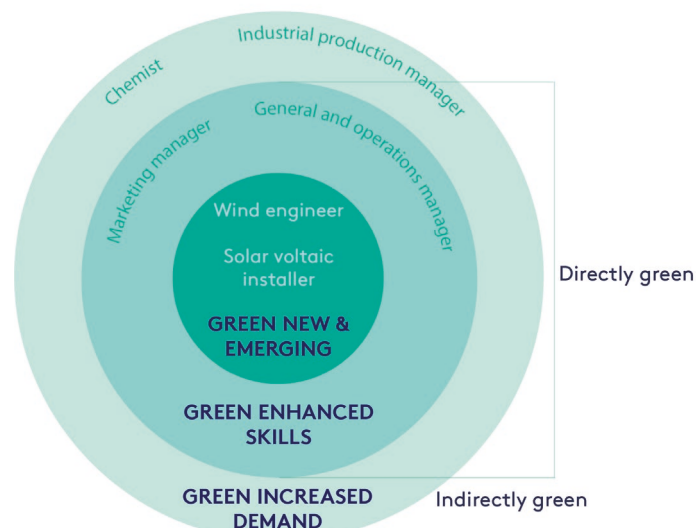 Industrial production manager
Chemist
General and operations manager
Marketing manager
Wind engineer
Solar voltaic
installer
GREEN NEW &
EMERGING
Directly green
GREEN ENHANCED
SKILLS
GREEN INCREASED
DEMAND
Indirectly green